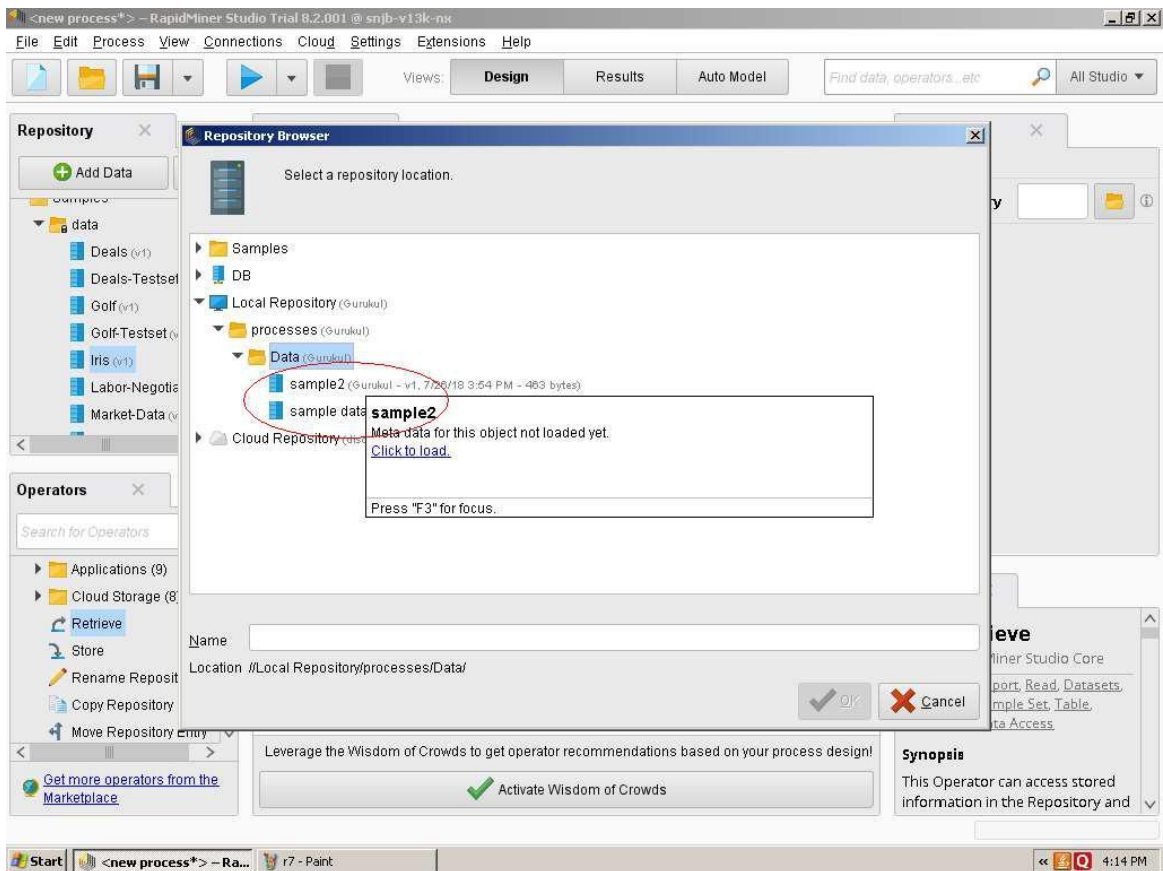 <new process*> – RapidMiner Studio Trial 8.2.001 @ snjb-v13k-nx
File Edit Process View Connections Cloud Settings Extensions Help
Views: Design Results Auto Model Find data, operators...etc All Studio
Repository
Add Data
Samples
data
Deals (v1)
Deals-Testset
Golf (v1)
Golf-Testset (v
Iris (v1)
Labor-Negotia
Market-Data (v
Operators
Search for Operators
Applications (9)
Cloud Storage (8)
Retrieve
Store
Rename Reposit
Copy Repository
Move Repository Entry
Get more operators from the
Marketplace
Repository Browser
Select a repository location.
Samples
DB
Local Repository (Gurukul)
processes (Gurukul)
Data (Gurukul)
sample2 (Gurukul – v1, 7/26/18 3:54 PM – 463 bytes)
sample data
Cloud Repository (disc
sample2
Meta data for this object not loaded yet.
Click to load.
Press "F3" for focus.
Name
Location //Local Repository/processes/Data/
OK Cancel
Leverage the Wisdom of Crowds to get operator recommendations based on your process design!
Activate Wisdom of Crowds
y
ieve
Miner Studio Core
port, Read, Datasets,
mple Set, Table,
ata Access
Synopsis
This Operator can access stored
information in the Repository and
Start <new process*> – Ra... r7 - Paint « Q 4:14 PM